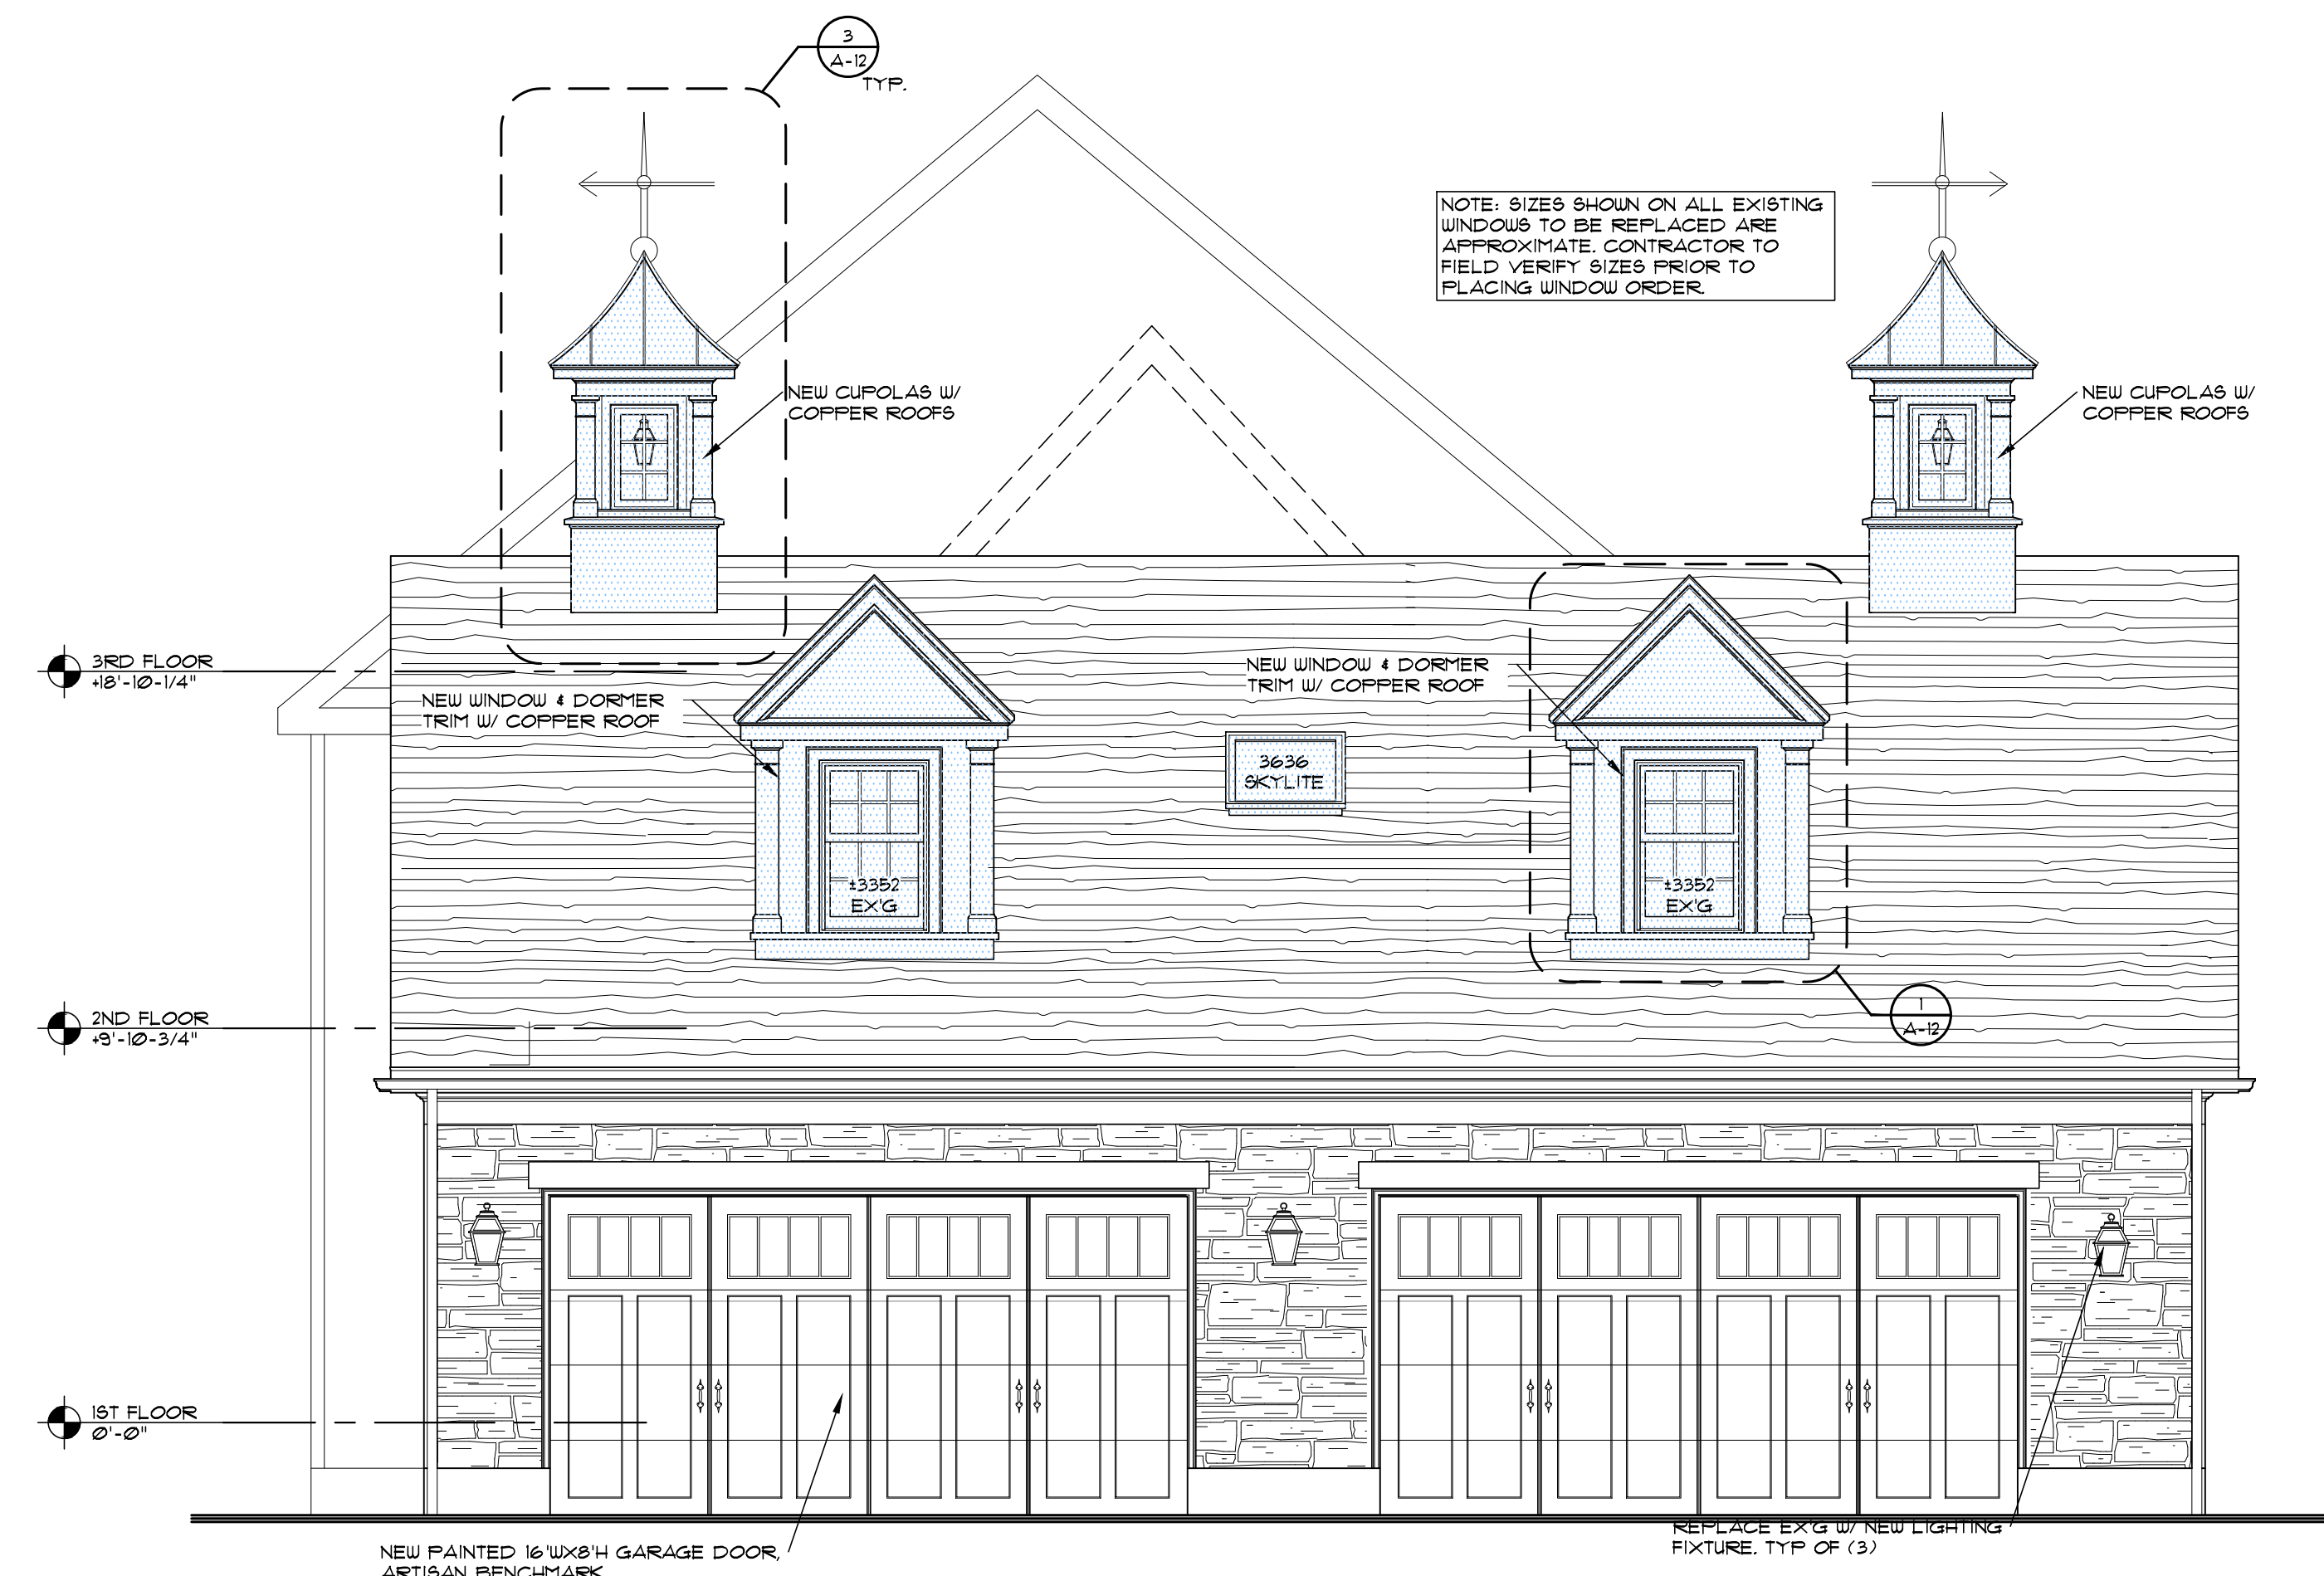 3
A-12
TYP.
NOTE: SIZES SHOWN ON ALL EXISTING
WINDOWS TO BE REPLACED ARE
APPROXIMATE. CONTRACTOR TO
FIELD VERIFY SIZES PRIOR TO
PLACING WINDOW ORDER.
NEW CUPOLAS W/
COPPER ROOFS
NEW CUPOLAS W/
COPPER ROOFS
3RD FLOOR
+18'-10-1/4"
NEW WINDOW & DORMER
TRIM W/ COPPER ROOF
NEW WINDOW & DORMER
TRIM W/ COPPER ROOF
3636
SKYLITE
±3352
EX'G
±3352
EX'G
2ND FLOOR
+9'-10-3/4"
1
A-12
1ST FLOOR
0'-0"
NEW PAINTED 16'WX8'H GARAGE DOOR,
ARTISAN BENCHMARK
REPLACE EX'G W/ NEW LIGHTING
FIXTURE. TYP OF (3)